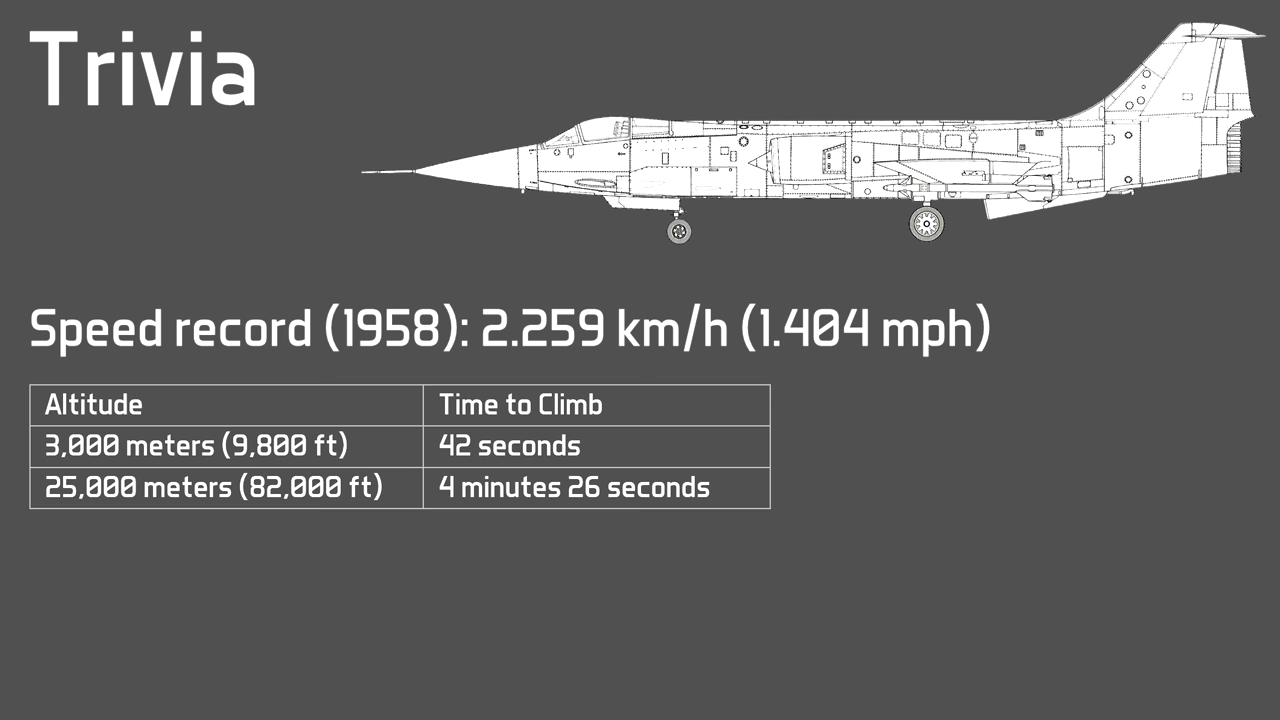 Trivia
Speed record (1958): 2.259 km/h (1.404 mph)
Altitude Time to Climb
3,000 meters (9,800 ft) 42 seconds
25,000 meters (82,000 ft) 4 minutes 26 seconds